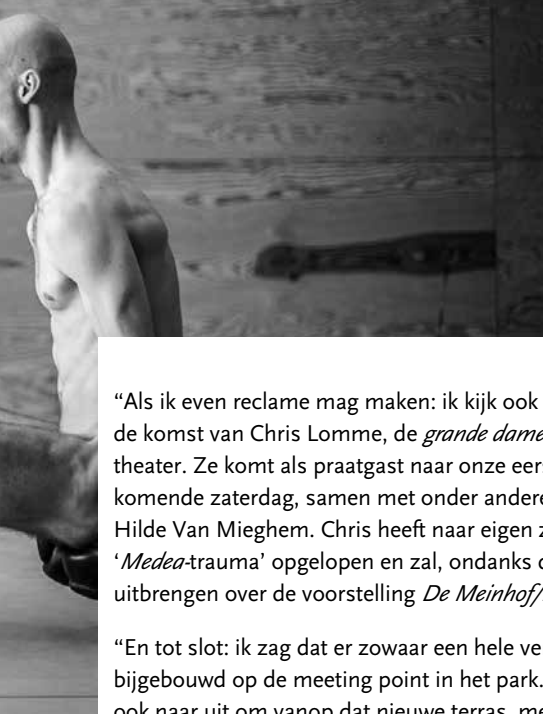 “Als ik even reclame mag maken: ik kijk ook
de komst van Chris Lomme, de grande dame
theater. Ze komt als praatgast naar onze
komende zaterdag, samen met onder andere
Hilde Van Mieghem. Chris heeft naar eigen
‘Medea-trauma’ opgelopen en zal, ondanks
uitbrengen over de voorstelling De Meinhof/
“En tot slot: ik zag dat er zowaar een hele
bijgebouwd op de meeting point in het park.
ook naar uit om vanop dat nieuwe terras,